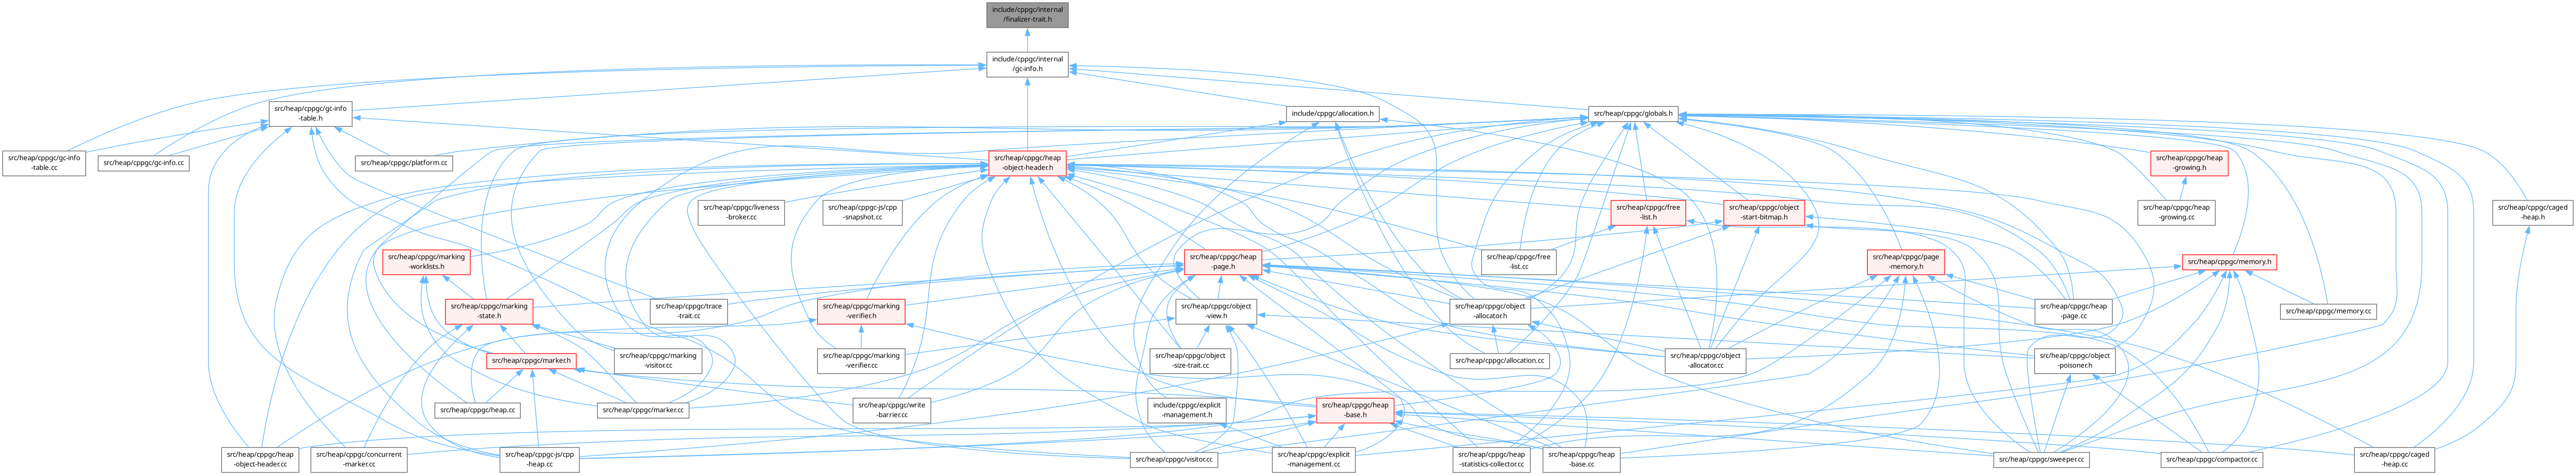 include/cppgc/internal
/finalizer-trait.h
include/cppgc/internal
/gc-info.h
src/heap/cppgc/gc-info
-table.h
include/cppgc/allocation.h
src/heap/cppgc/globals.h
src/heap/cppgc/gc-info
-table.cc
src/heap/cppgc/gc-info.cc
src/heap/cppgc/platform.cc
src/heap/cppgc/heap
-object-header.h
src/heap/cppgc/heap
-growing.h
src/heap/cppgc/liveness
-broker.cc
src/heap/cppgc-js/cpp
-snapshot.cc
src/heap/cppgc/free
-list.h
src/heap/cppgc/object
-start-bitmap.h
src/heap/cppgc/heap
-growing.cc
src/heap/cppgc/caged
-heap.h
src/heap/cppgc/marking
-worklists.h
src/heap/cppgc/heap
-page.h
src/heap/cppgc/free
-list.cc
src/heap/cppgc/page
-memory.h
src/heap/cppgc/memory.h
src/heap/cppgc/marking
-state.h
src/heap/cppgc/trace
-trait.cc
src/heap/cppgc/marking
-verifier.h
src/heap/cppgc/object
-view.h
src/heap/cppgc/object
-allocator.h
src/heap/cppgc/heap
-page.cc
src/heap/cppgc/memory.cc
src/heap/cppgc/marker.h
src/heap/cppgc/marking
-visitor.cc
src/heap/cppgc/marking
-verifier.cc
src/heap/cppgc/object
-size-trait.cc
src/heap/cppgc/allocation.cc
src/heap/cppgc/object
-allocator.cc
src/heap/cppgc/object
-poisoner.h
src/heap/cppgc/heap.cc
src/heap/cppgc/marker.cc
src/heap/cppgc/write
-barrier.cc
include/cppgc/explicit
-management.h
src/heap/cppgc/heap
-base.h
src/heap/cppgc/heap
-object-header.cc
src/heap/cppgc/concurrent
-marker.cc
src/heap/cppgc-js/cpp
-heap.cc
src/heap/cppgc/visitor.cc
src/heap/cppgc/explicit
-management.cc
src/heap/cppgc/heap
-statistics-collector.cc
src/heap/cppgc/heap
-base.cc
src/heap/cppgc/sweeper.cc
src/heap/cppgc/compactor.cc
src/heap/cppgc/caged
-heap.cc